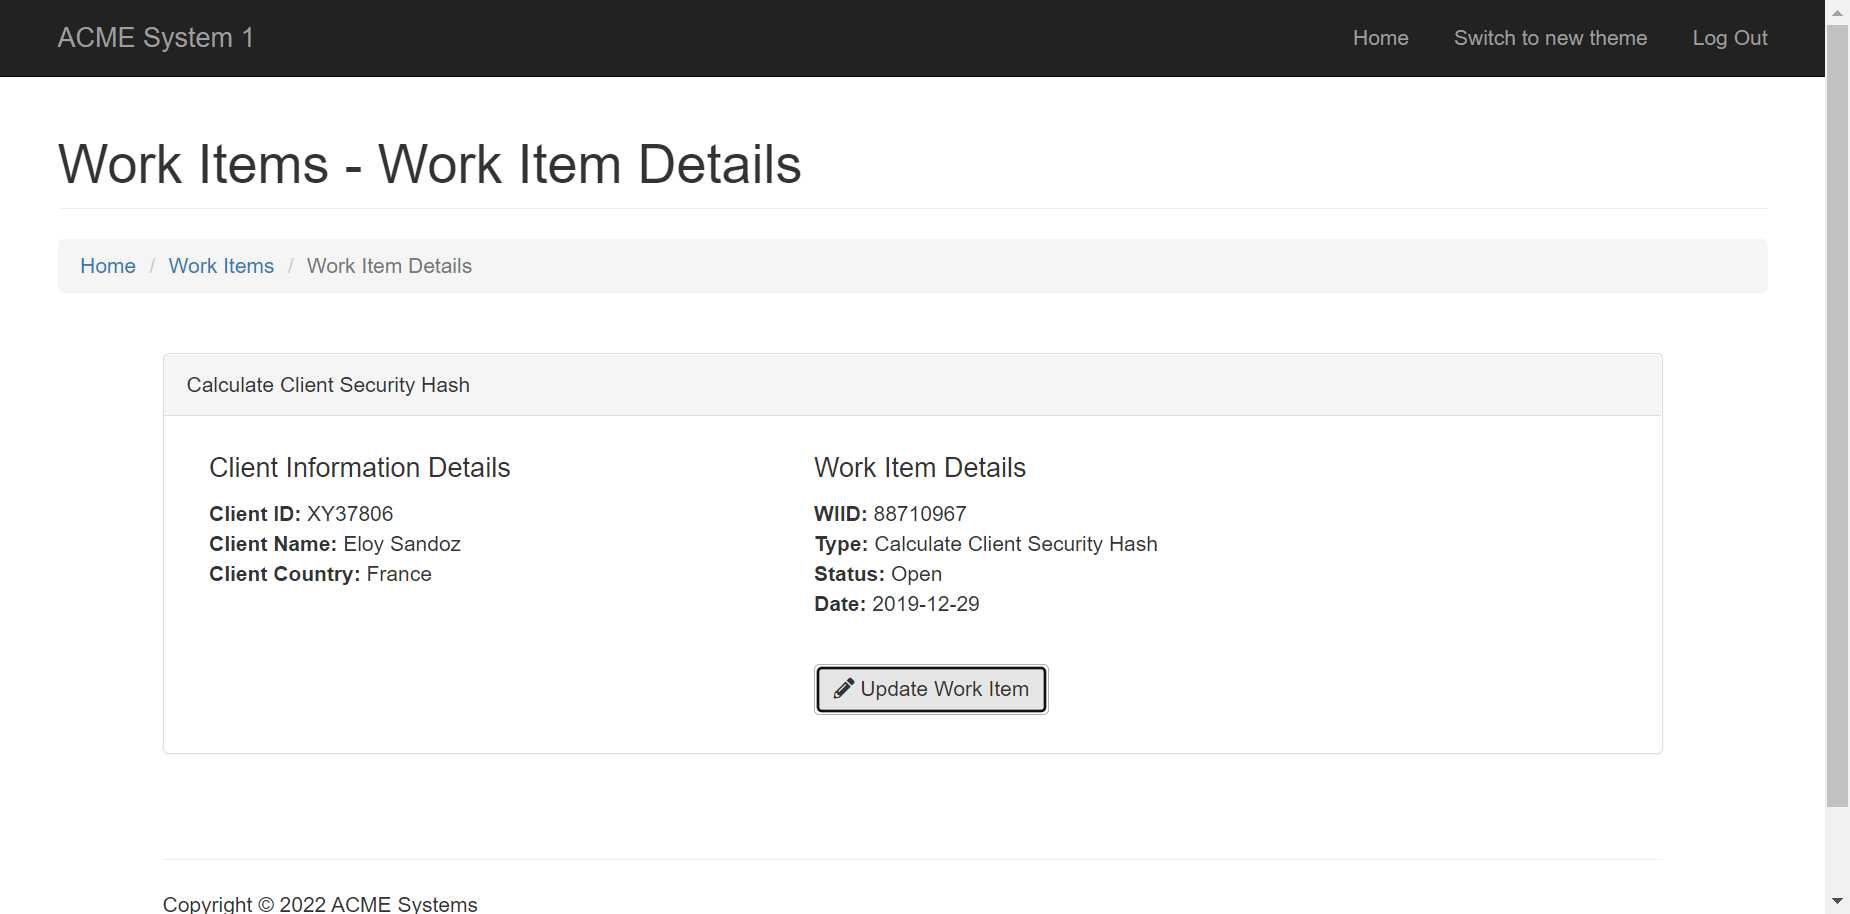 ACME System 1
Home
Switch to new theme
Log Out
Work Items - Work Item Details
Home / Work Items / Work Item Details
Calculate Client Security Hash
Client Information Details
Client ID: XY37806
Client Name: Eloy Sandoz
Client Country: France
Work Item Details
WIID: 88710967
Type: Calculate Client Security Hash
Status: Open
Date: 2019-12-29
Update Work Item
Copyright © 2022 ACME Systems